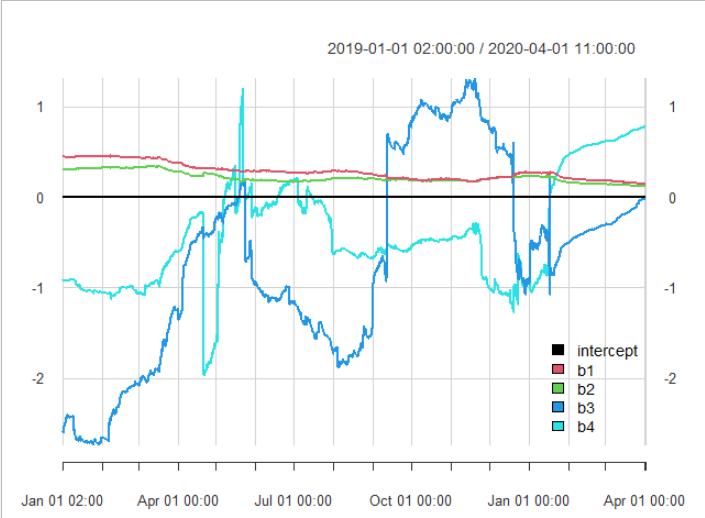 2019-01-01 02:00:00 / 2020-04-01 11:00:00
1 1
0 0
-1 -1
-2 -2
intercept
b1
b2
b3
b4
Jan 01 02:00 Apr 01 00:00 Jul 01 00:00 Oct 01 00:00 Jan 01 00:00 Apr 01 00:00